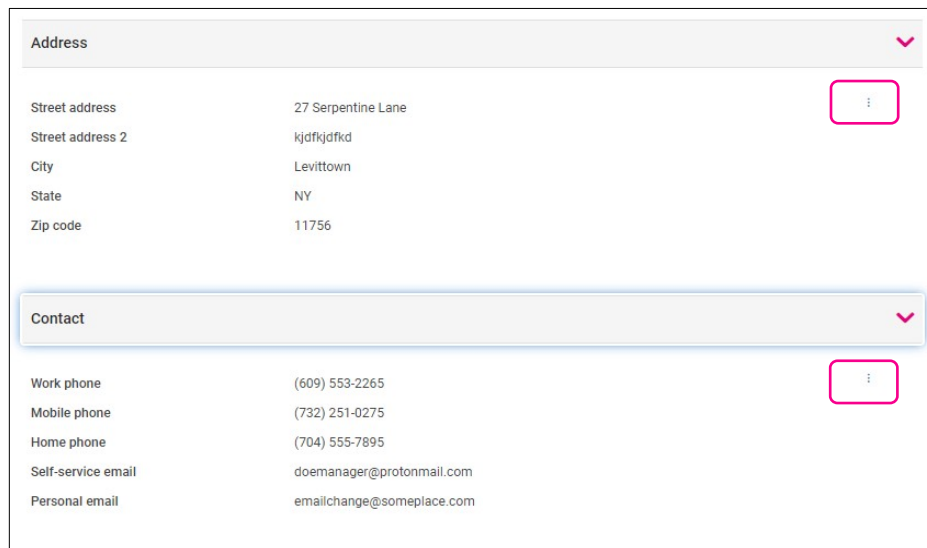 Address
Street address 27 Serpentine Lane
Street address 2 kjdfkjdfkd
City Levittown
State NY
Zip code 11756
Contact
Work phone (609) 553-2265
Mobile phone (732) 251-0275
Home phone (704) 555-7895
Self-service email doemanager@protonmail.com
Personal email emailchange@someplace.com